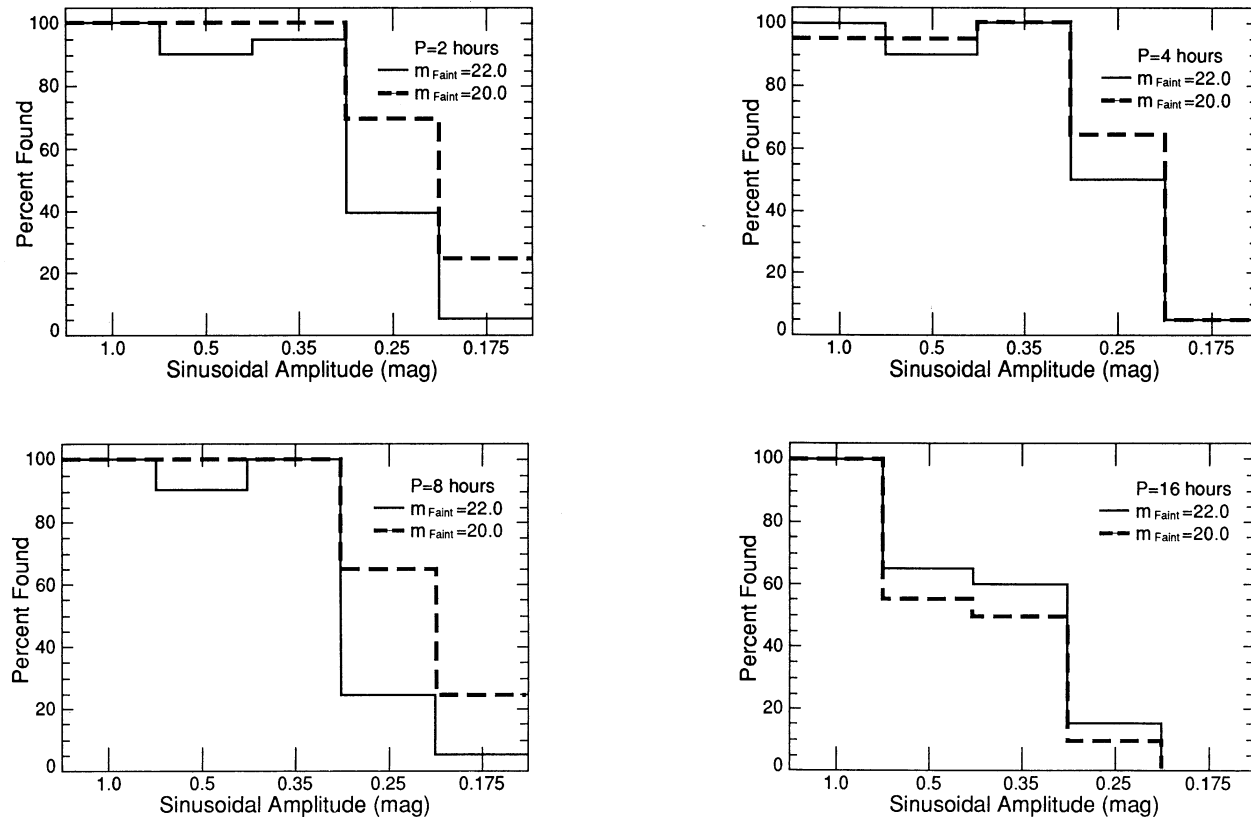 100
80
60
40
20
0
Percent Found
P=2 hours
m Faint=22.0
m Faint=20.0
1.0 0.5 0.35 0.25 0.175
Sinusoidal Amplitude (mag)
100
80
60
40
20
0
Percent Found
P=4 hours
m Faint=22.0
m Faint=20.0
1.0 0.5 0.35 0.25 0.175
Sinusoidal Amplitude (mag)
100
80
60
40
20
0
Percent Found
P=8 hours
m Faint=22.0
m Faint=20.0
1.0 0.5 0.35 0.25 0.175
Sinusoidal Amplitude (mag)
100
80
60
40
20
0
Percent Found
P=16 hours
m Faint=22.0
m Faint=20.0
1.0 0.5 0.35 0.25 0.175
Sinusoidal Amplitude (mag)